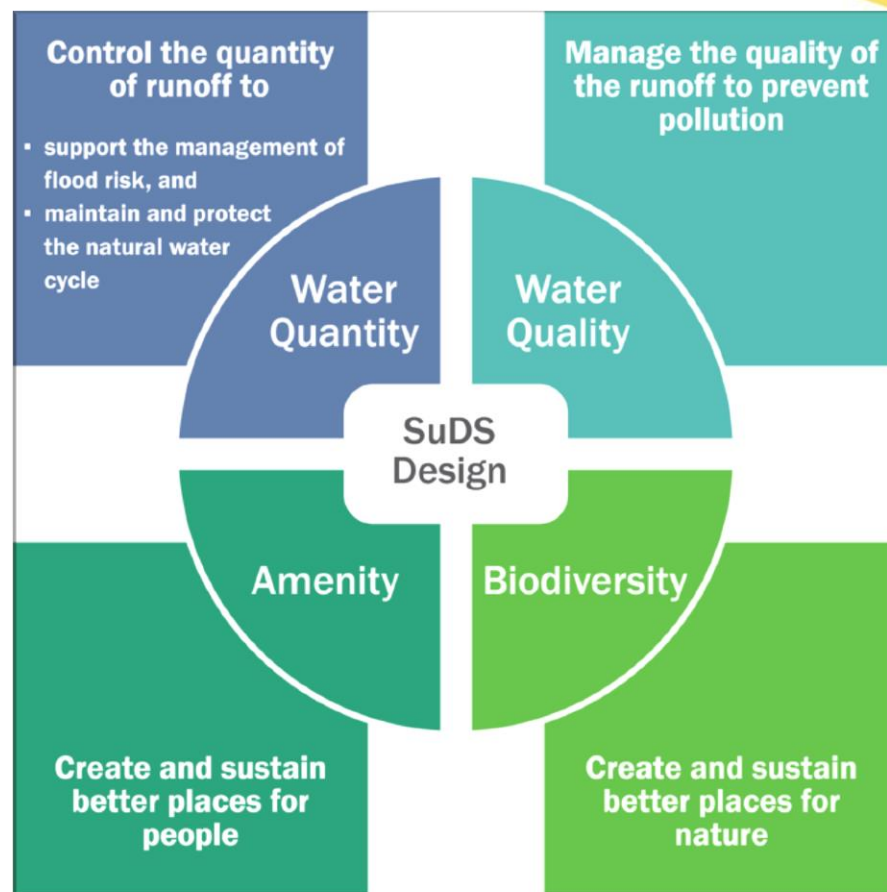 Control the quantity
of runoff to
▪ support the management of
flood risk, and
▪ maintain and protect
the natural water
cycle
Manage the quality of
the runoff to prevent
pollution
Water
Quantity
Water
Quality
SuDS
Design
Amenity
Biodiversity
Create and sustain
better places for
people
Create and sustain
better places for
nature